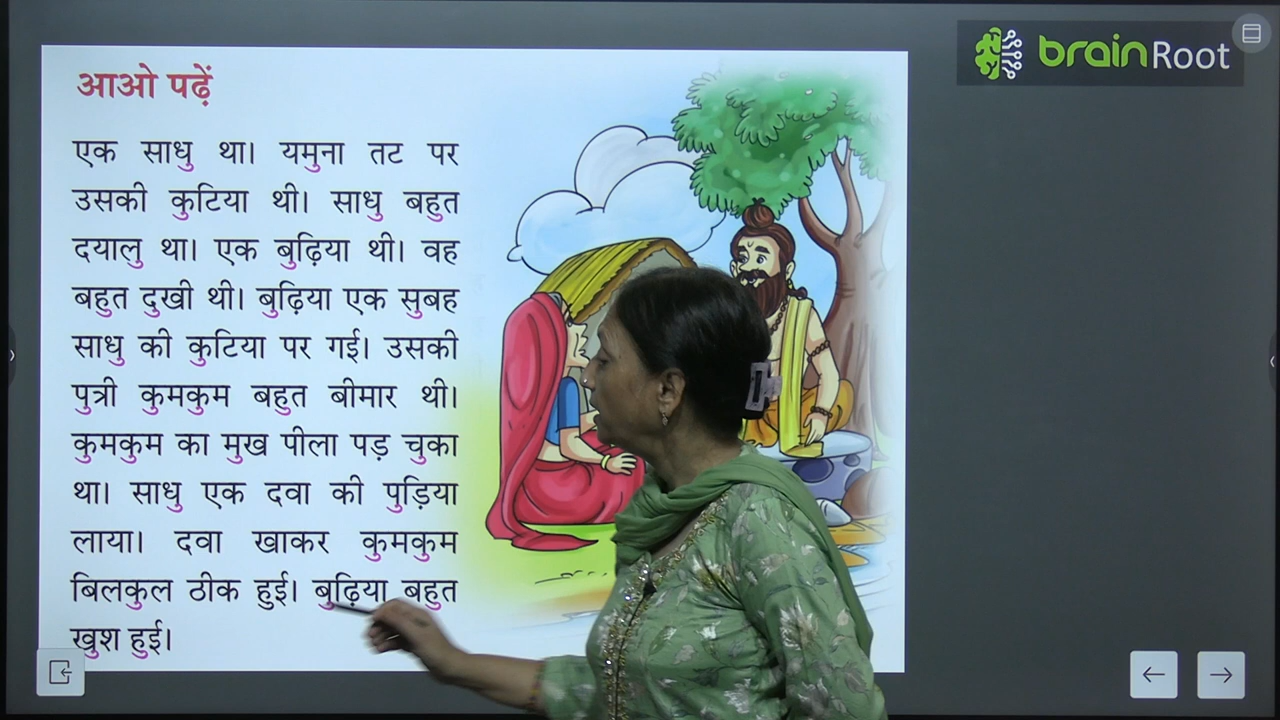 आओ पढ़ें
एक साधु था। यमुना तट पर
उसकी कुटिया थी। साधु बहुत
दयालु था। एक बुढ़िया थी। वह
बहुत दुखी थी। बुढ़िया एक सुबह
साधु की कुटिया पर गई। उसकी
पुत्री कुमकुम बहुत बीमार थी।
कुमकुम का मुख पीला पड़ चुका
था। साधु एक दवा की पुड़िया
लाया। दवा खाकर कुमकुम
बिलकुल ठीक हुई। बुढ़िया बहुत
खुश हुई।
brainRoot